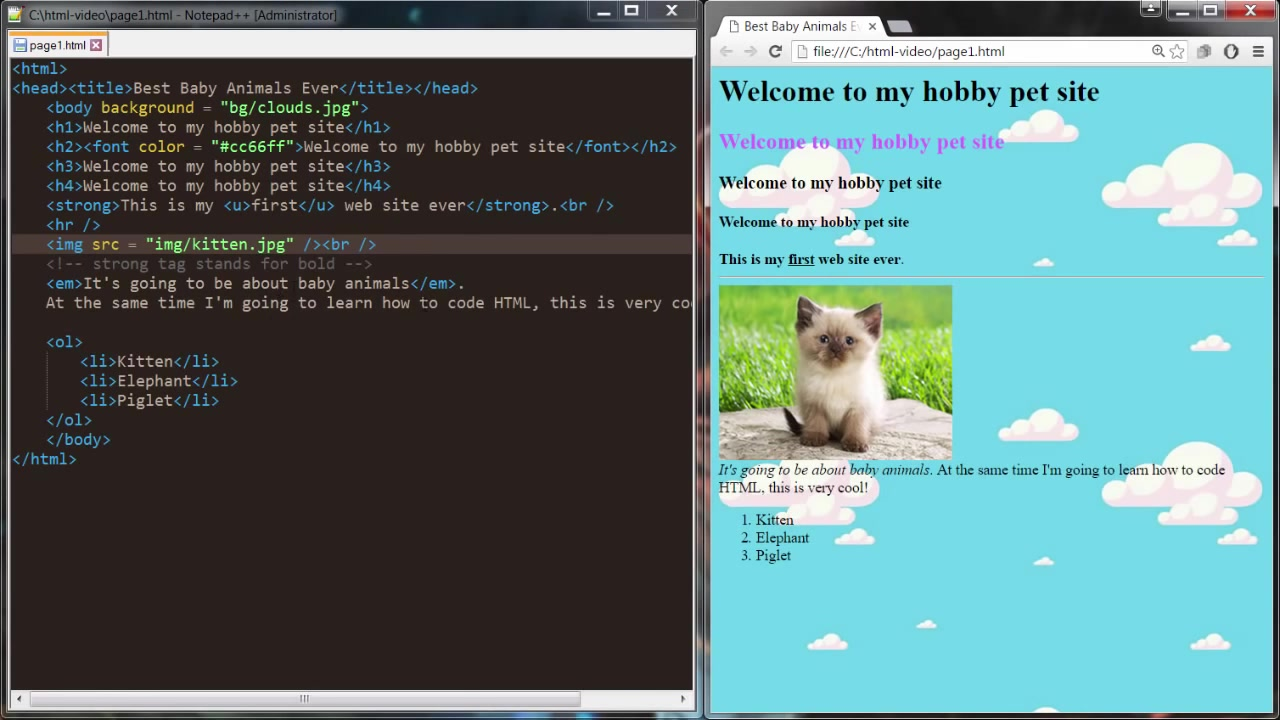 C:\html-video\page1.html - Notepad++ [Administrator]
page1.html
<html>
<head><title>Best Baby Animals Ever</title></head>
<body background = "bg/clouds.jpg">
<h1>Welcome to my hobby pet site</h1>
<h2><font color = "#cc66ff">Welcome to my hobby pet site</font></h2>
<h3>Welcome to my hobby pet site</h3>
<h4>Welcome to my hobby pet site</h4>
<strong>This is my <u>first</u> web site ever</strong>.<br />
<hr />
<img src = "img/kitten.jpg" /><br />
<!-- strong tag stands for bold -->
<em>It's going to be about baby animals</em>.
At the same time I'm going to learn how to code HTML, this is very co
<ol>
<li>Kitten</li>
<li>Elephant</li>
<li>Piglet</li>
</ol>
</body>
</html>
Best Baby Animals E
file:///C:/html-video/page1.html
Welcome to my hobby pet site
Welcome to my hobby pet site
Welcome to my hobby pet site
Welcome to my hobby pet site
This is my first web site ever.
It's going to be about baby animals. At the same time I'm going to learn how to code
HTML, this is very cool!
1. Kitten
2. Elephant
3. Piglet